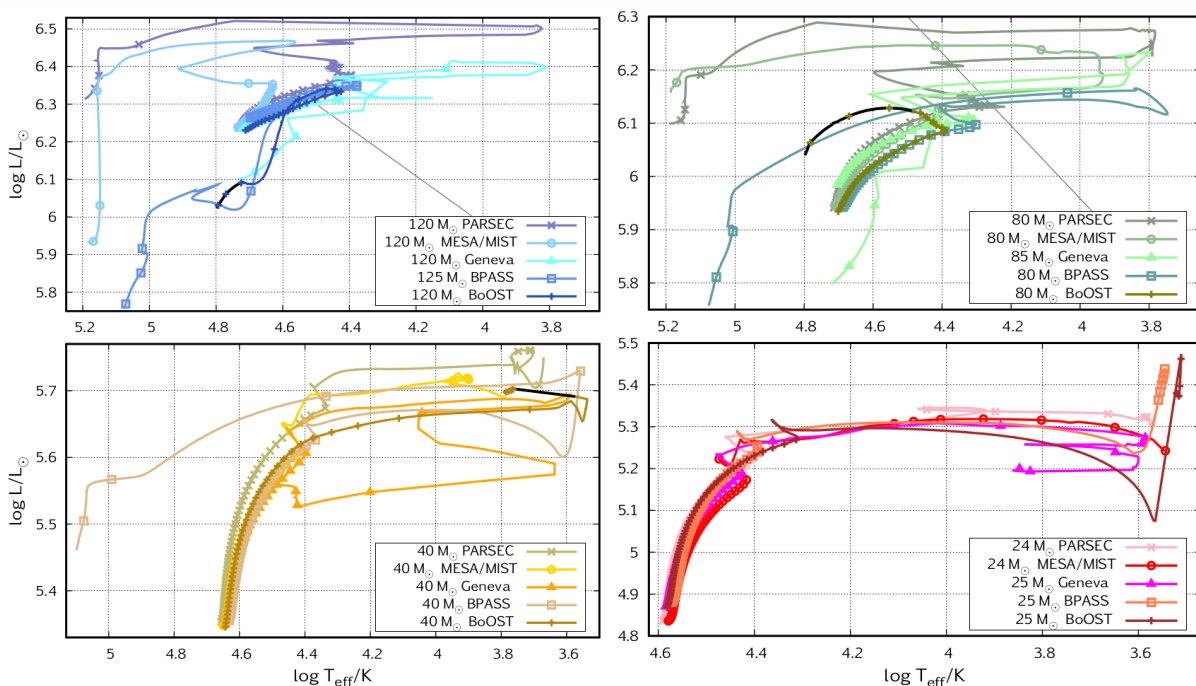 log L/L☉
6.5
6.4
6.3
6.2
6.1
6
5.9
5.8
5.2
5
4.8
4.6
4.4
4.2
4
3.8
120 M☉ PARSEC
120 M☉ MESA/MIST
120 M☉ Geneva
125 M☉ BPASS
120 M☉ BoOST
6.3
6.2
6.1
6
5.9
5.8
5.2
5
4.8
4.6
4.4
4.2
4
3.8
80 M☉ PARSEC
80 M☉ MESA/MIST
85 M☉ Geneva
80 M☉ BPASS
80 M☉ BoOST
log L/L☉
5.7
5.6
5.5
5.4
5
4.8
4.6
4.4
4.2
4
3.8
3.6
log Teff/K
40 M☉ PARSEC
40 M☉ MESA/MIST
40 M☉ Geneva
40 M☉ BPASS
40 M☉ BoOST
5.5
5.4
5.3
5.2
5.1
5
4.9
4.8
4.6
4.4
4.2
4
3.8
3.6
log Teff/K
24 M☉ PARSEC
24 M☉ MESA/MIST
25 M☉ Geneva
25 M☉ BPASS
25 M☉ BoOST